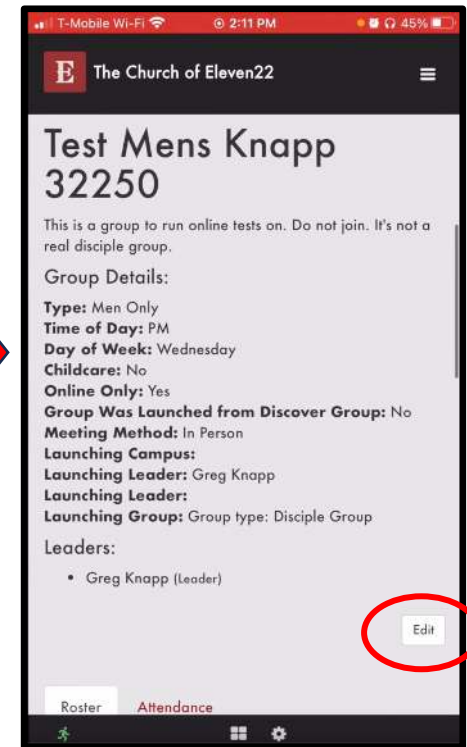 T-Mobile Wi-Fi 2:11 PM 45%
E The Church of Eleven22
Test Mens Knapp
32250
This is a group to run online tests on. Do not join. It's not a
real disciple group.
Group Details:
Type: Men Only
Time of Day: PM
Day of Week: Wednesday
Childcare: No
Online Only: Yes
Group Was Launched from Discover Group: No
Meeting Method: In Person
Launching Campus:
Launching Leader: Greg Knapp
Launching Leader:
Launching Group: Group type: Disciple Group
Leaders:
• Greg Knapp (Leader)
Edit
Roster Attendance